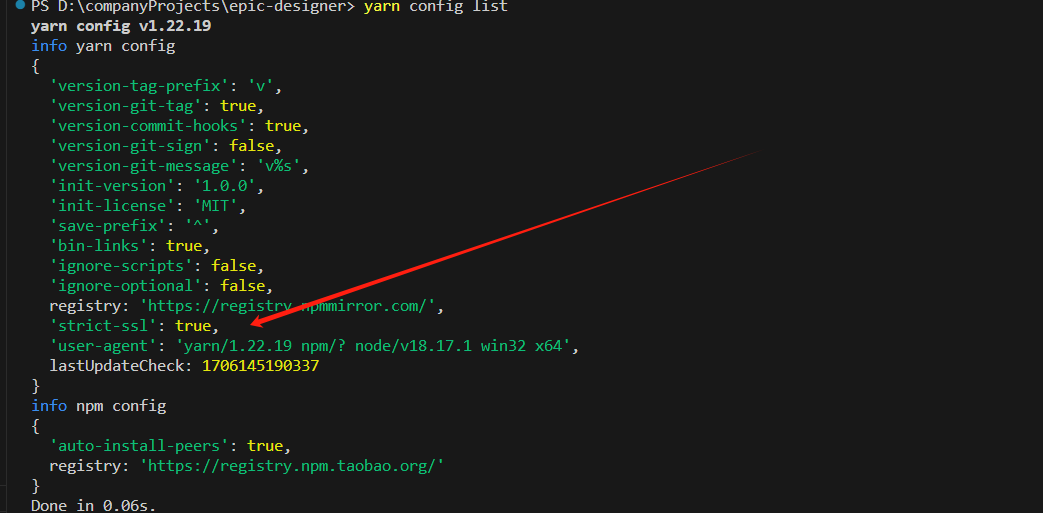 PS D:\companyProjects\epic-designer> yarn config list
yarn config v1.22.19
info yarn config
{
  'version-tag-prefix': 'v',
  'version-git-tag': true,
  'version-commit-hooks': true,
  'version-git-sign': false,
  'version-git-message': 'v%s',
  'init-version': '1.0.0',
  'init-license': 'MIT',
  'save-prefix': '^',
  'bin-links': true,
  'ignore-scripts': false,
  'ignore-optional': false,
  registry: 'https://registry.npmmirror.com/',
  'strict-ssl': true,
  'user-agent': 'yarn/1.22.19 npm/? node/v18.17.1 win32 x64',
  lastUpdateCheck: 1706145190337
}
info npm config
{
  'auto-install-peers': true,
  registry: 'https://registry.npm.taobao.org/'
}
Done in 0.06s.